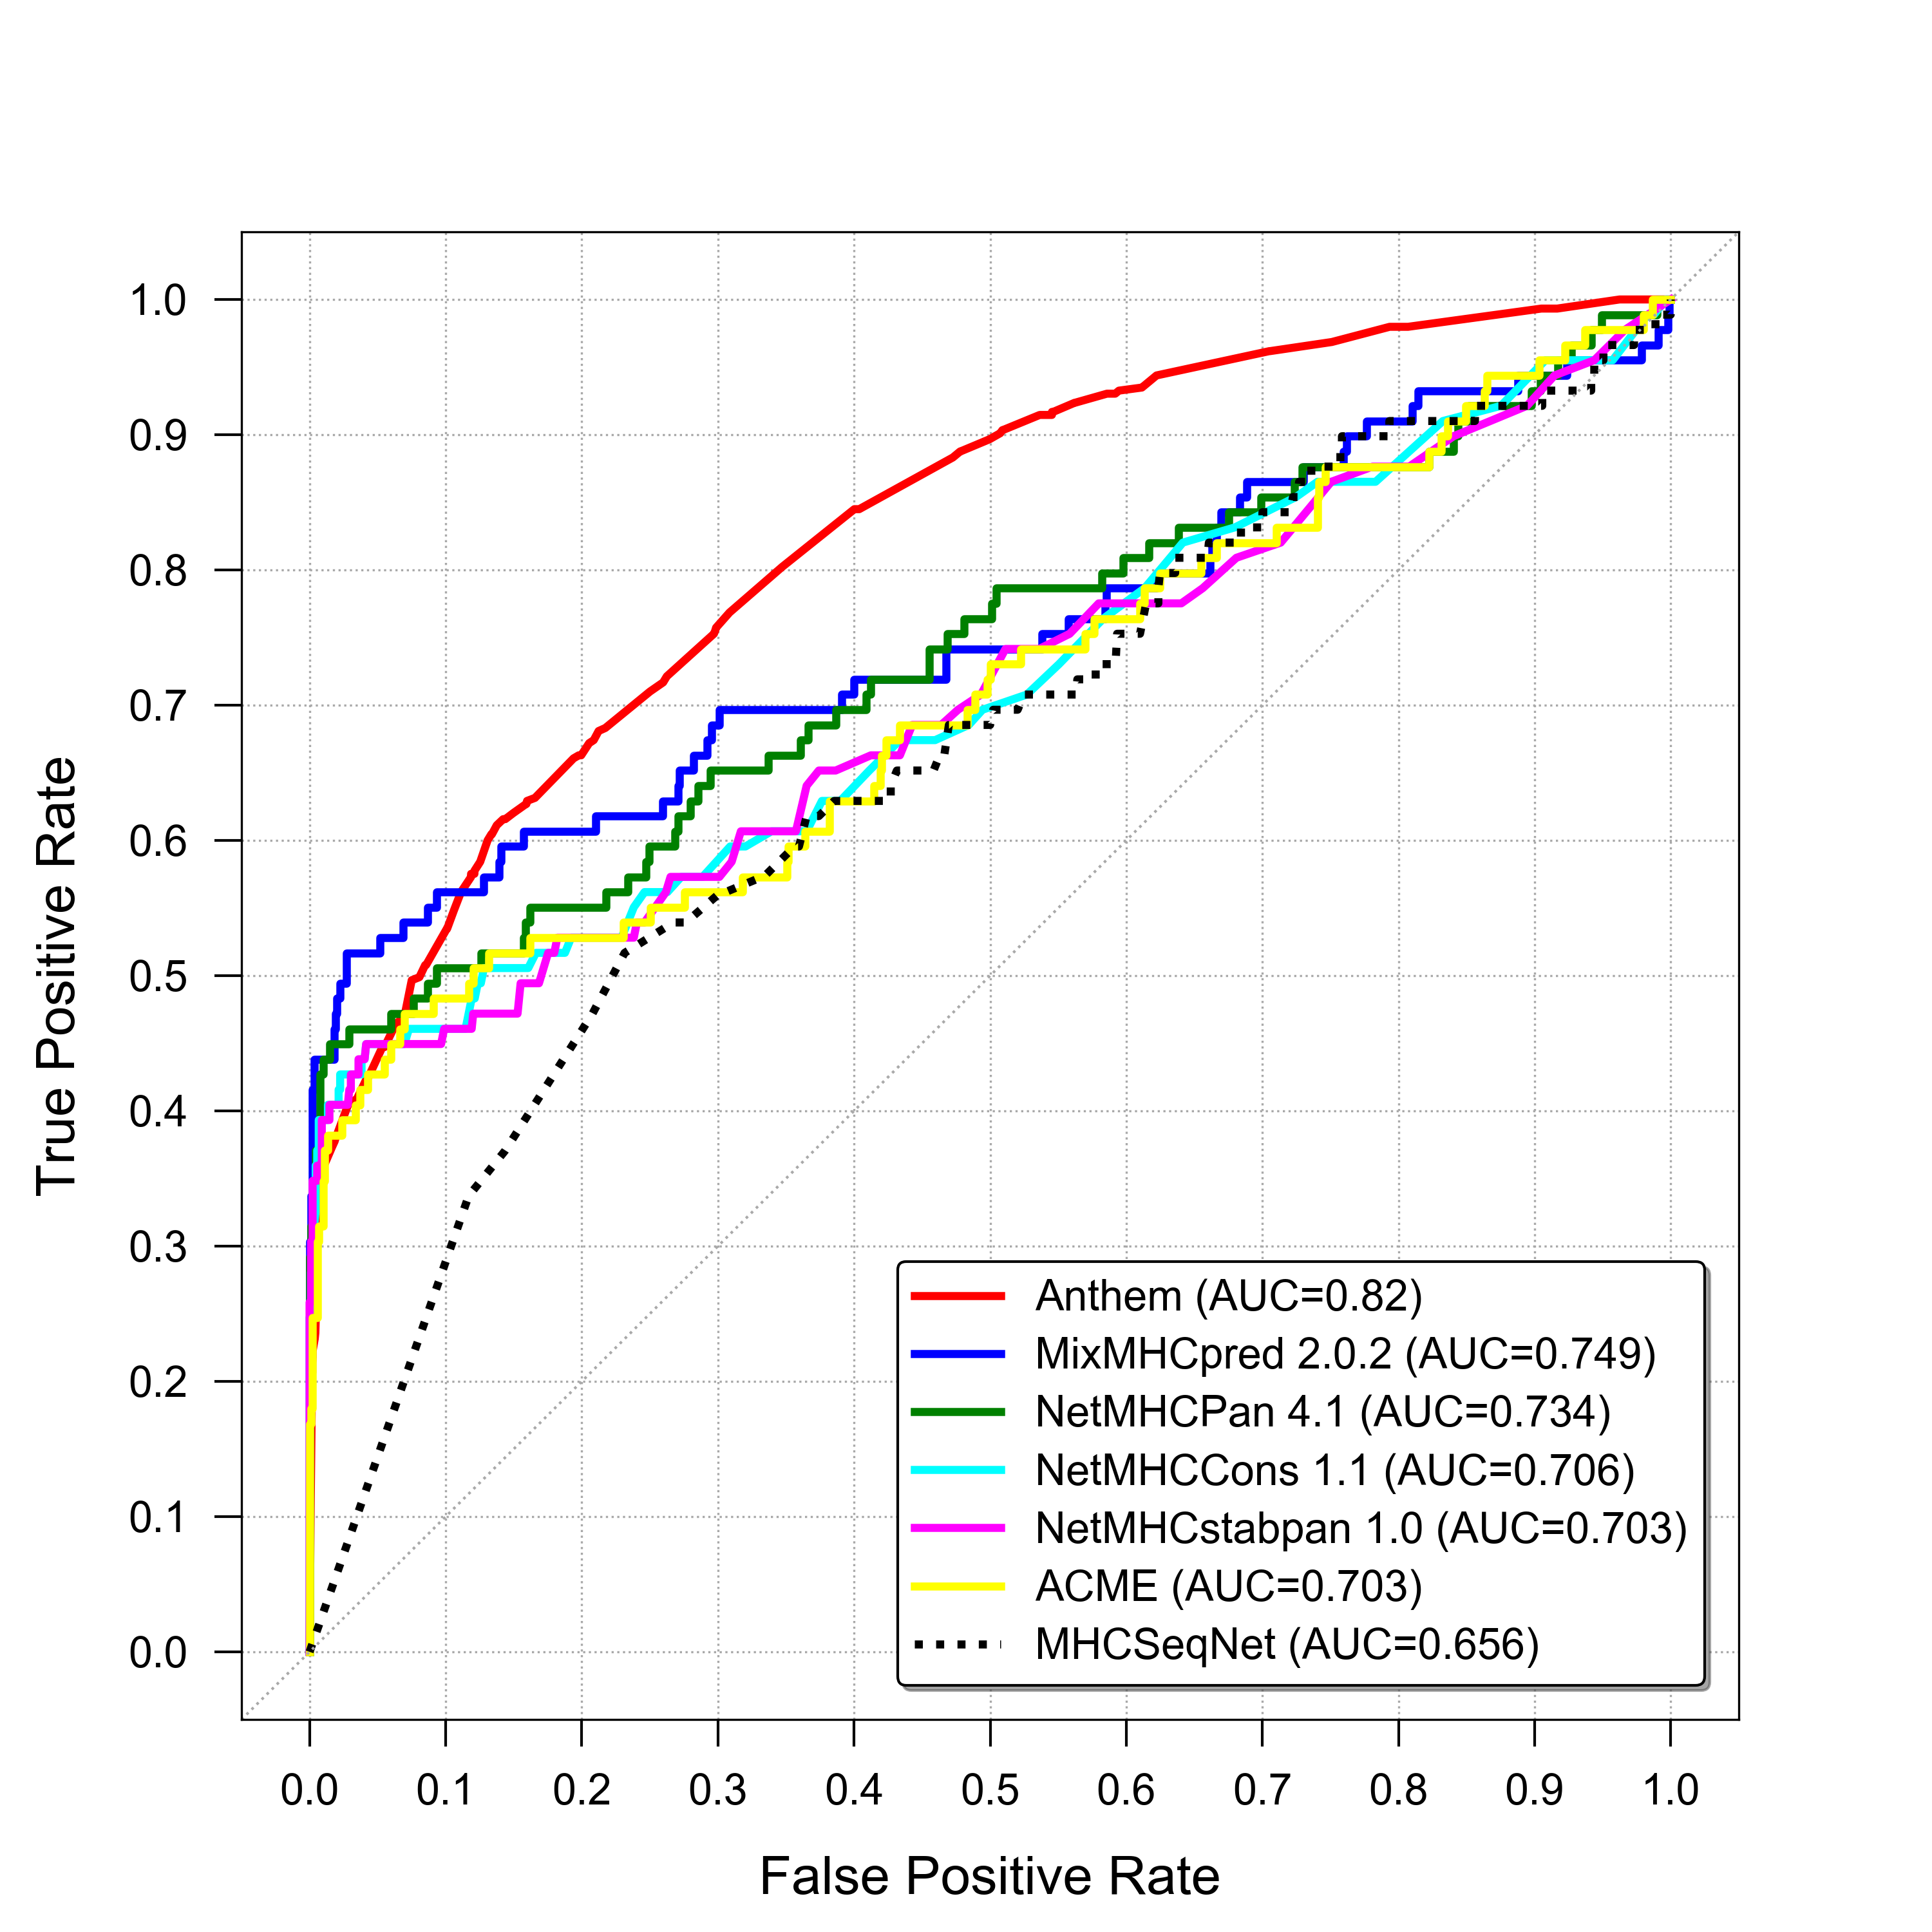 True Positive Rate
1.0
0.9
0.8
0.7
0.6
0.5
0.4
0.3
0.2
0.1
0.0
Anthem (AUC=0.82)
MixMHCpred 2.0.2 (AUC=0.749)
NetMHCPan 4.1 (AUC=0.734)
NetMHCCons 1.1 (AUC=0.706)
NetMHCstabpan 1.0 (AUC=0.703)
ACME (AUC=0.703)
MHCSeqNet (AUC=0.656)
0.0 0.1 0.2 0.3 0.4 0.5 0.6 0.7 0.8 0.9 1.0
False Positive Rate